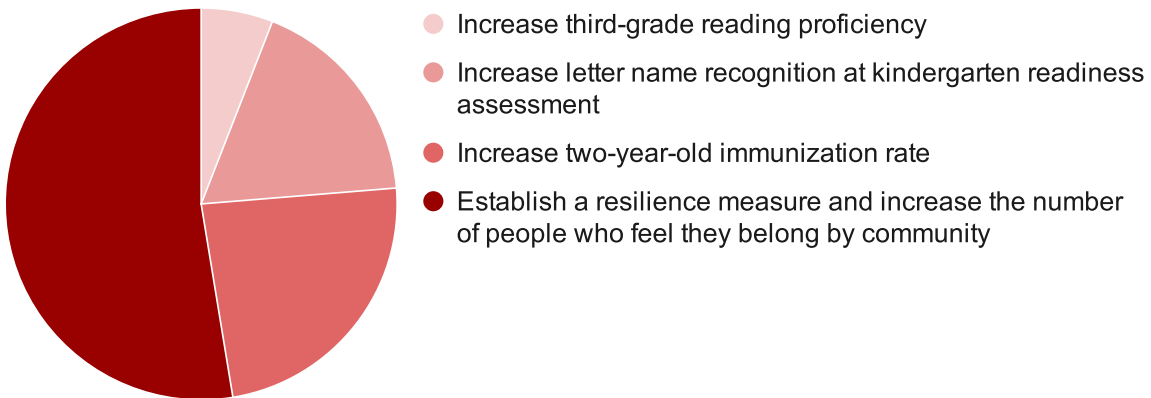 Increase third-grade reading proficiency
Increase letter name recognition at kindergarten readiness
assessment
Increase two-year-old immunization rate
Establish a resilience measure and increase the number
of people who feel they belong by community